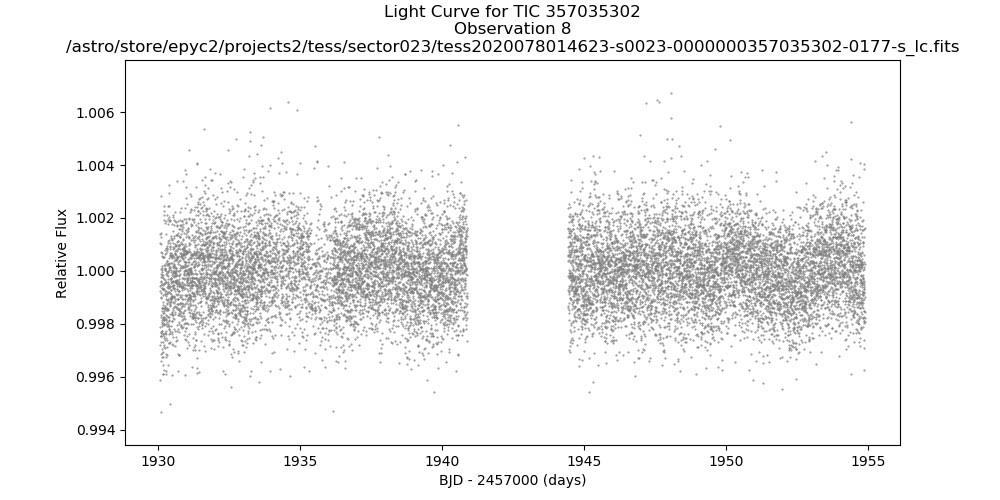 Light Curve for TIC 357035302
Observation 8
/astro/store/epyc2/projects2/tess/sector023/tess2020078014623-s0023-0000000357035302-0177-s_lc.fits
1.006
1.004
1.002
1.000
0.998
0.996
0.994
Relative Flux
1930 1935 1940 1945 1950 1955
BJD - 2457000 (days)